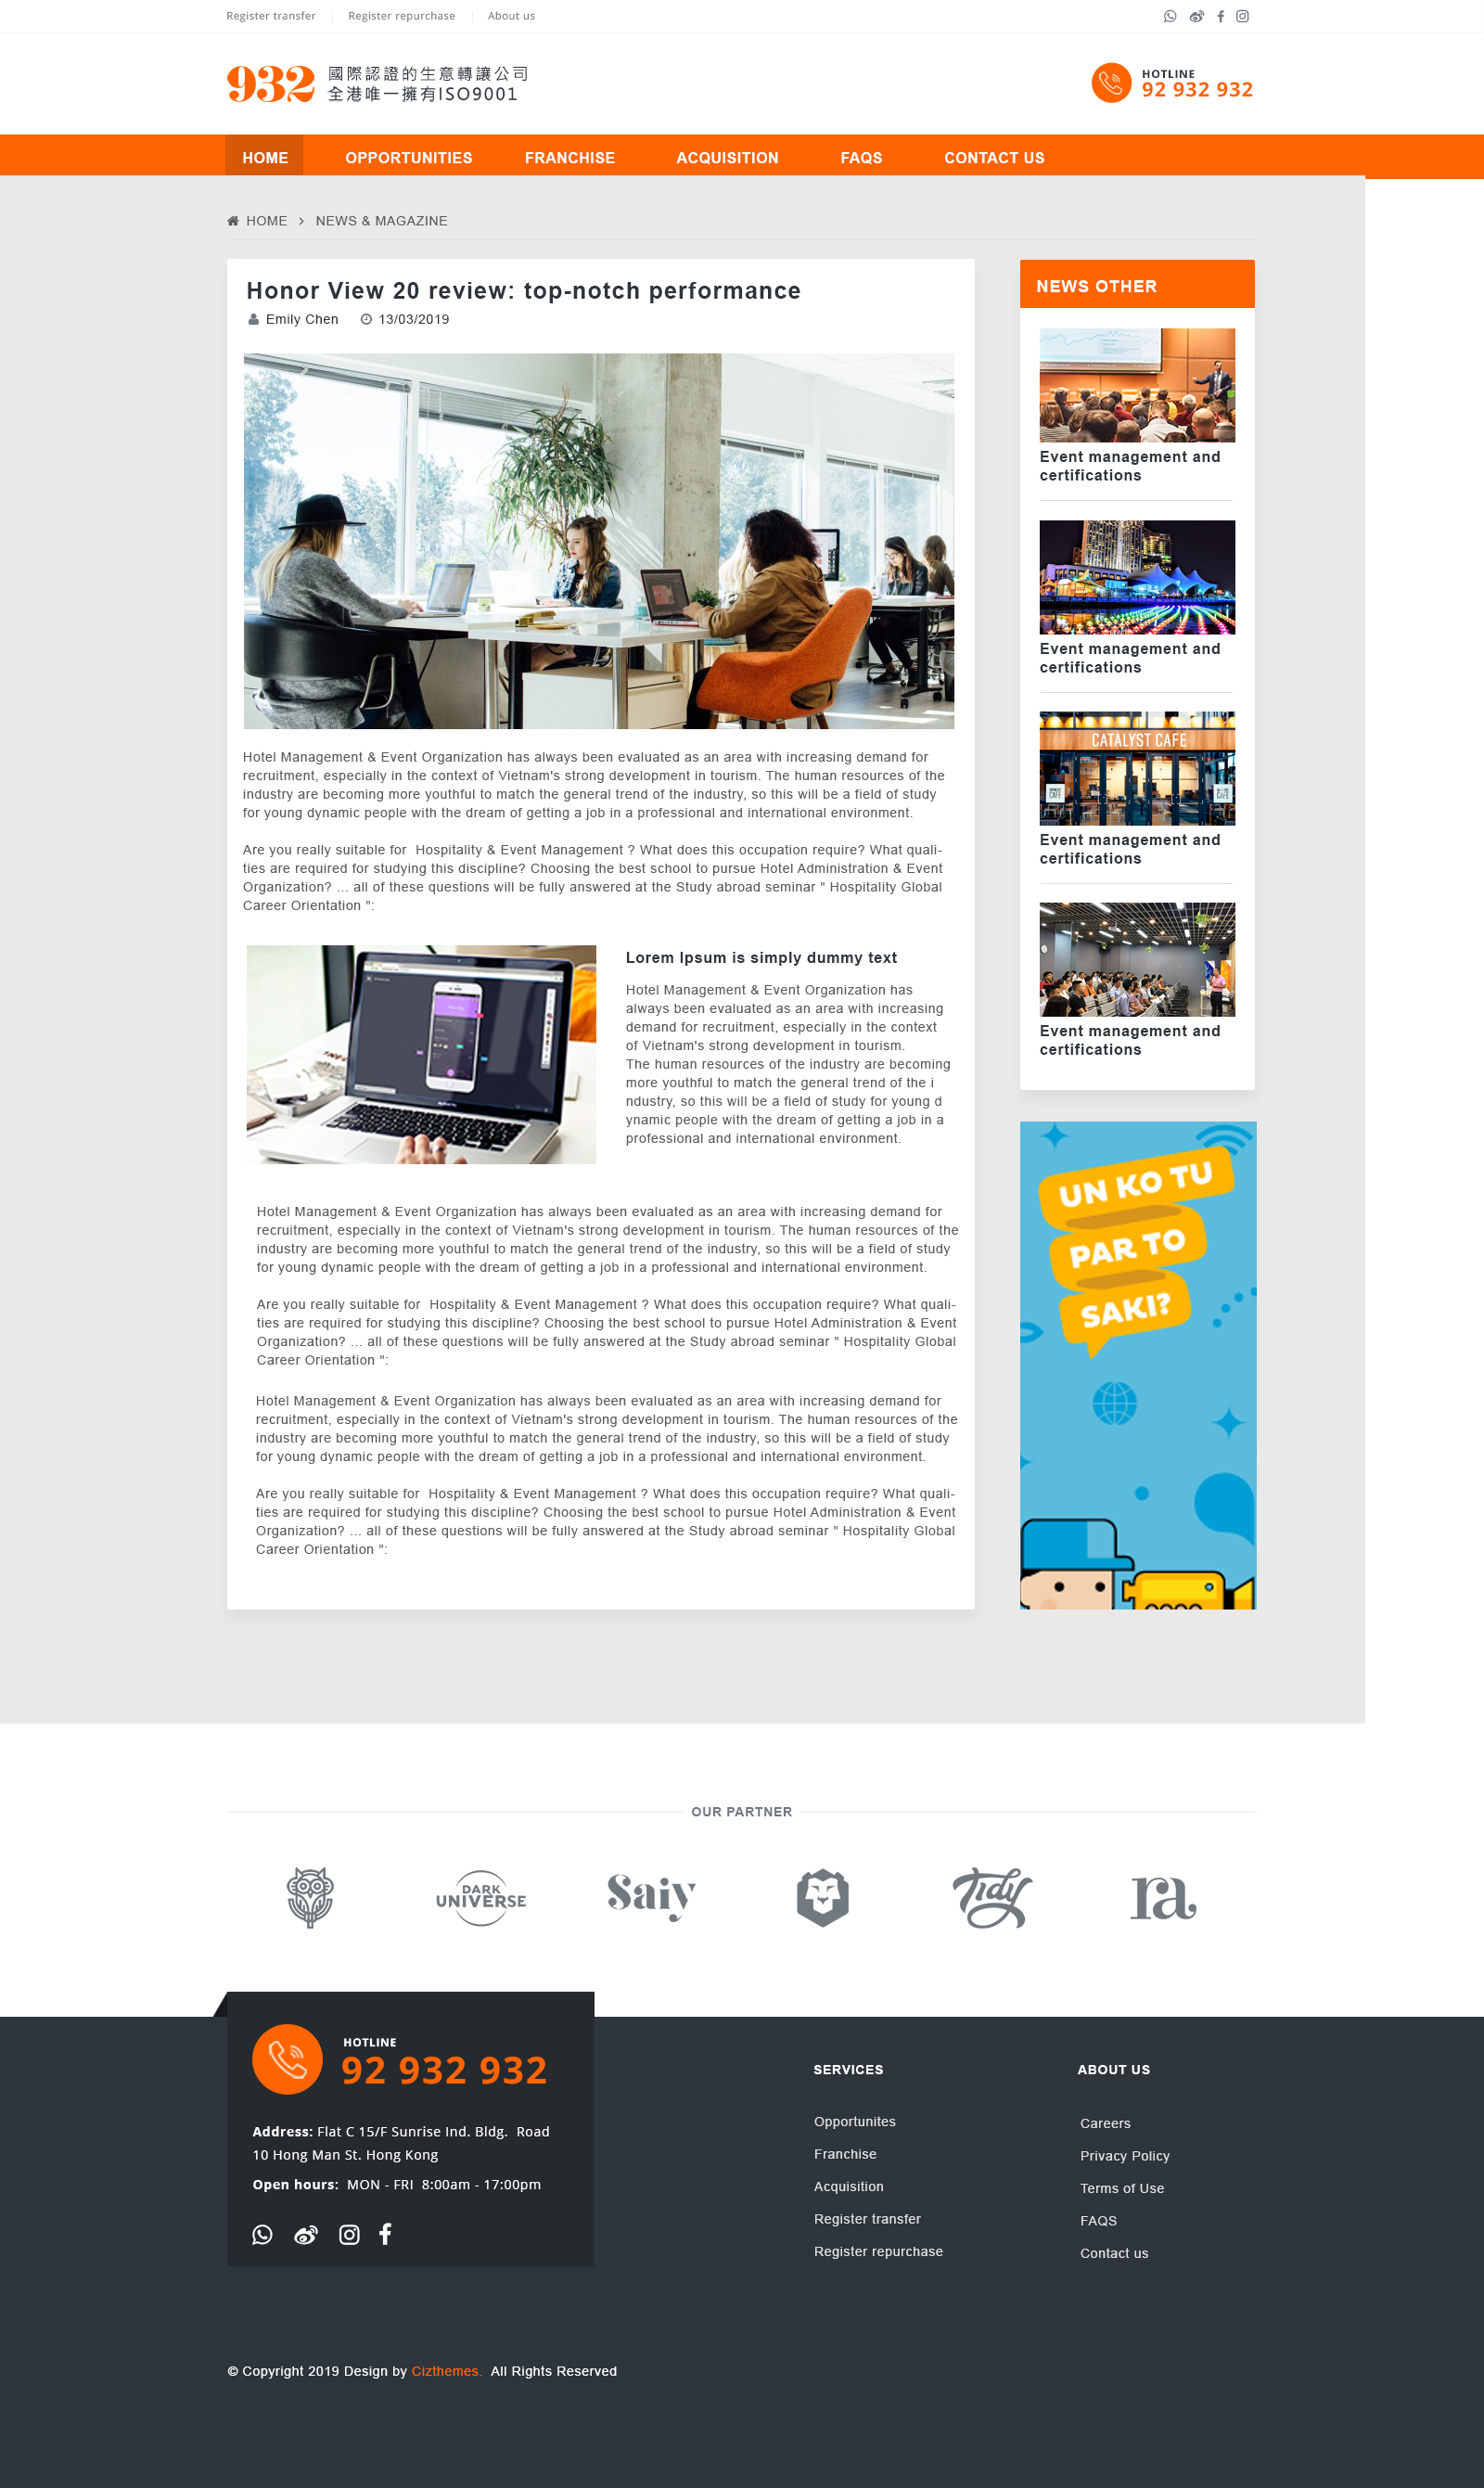 Register transfer
Register repurchase
About us
932
國際認證的生意轉讓公司
全港唯一擁有ISO9001
HOTLINE
92 932 932
HOME
OPPORTUNITIES
FRANCHISE
ACQUISITION
FAQS
CONTACT US
HOME > NEWS & MAGAZINE
Honor View 20 review: top-notch performance
Emily Chen 13/03/2019
Hotel Management & Event Organization has always been evaluated as an area with increasing demand for
recruitment, especially in the context of Vietnam's strong development in tourism. The human resources of the
industry are becoming more youthful to match the general trend of the industry, so this will be a field of study
for young dynamic people with the dream of getting a job in a professional and international environment.
Are you really suitable for  Hospitality & Event Management ? What does this occupation require? What quali-
ties are required for studying this discipline? Choosing the best school to pursue Hotel Administration & Event
Organization? ... all of these questions will be fully answered at the Study abroad seminar " Hospitality Global
Career Orientation ":
Lorem Ipsum is simply dummy text
Hotel Management & Event Organization has
always been evaluated as an area with increasing
demand for recruitment, especially in the context
of Vietnam's strong development in tourism.
The human resources of the industry are becoming
more youthful to match the general trend of the i
ndustry, so this will be a field of study for young d
ynamic people with the dream of getting a job in a
professional and international environment.
Hotel Management & Event Organization has always been evaluated as an area with increasing demand for
recruitment, especially in the context of Vietnam's strong development in tourism. The human resources of the
industry are becoming more youthful to match the general trend of the industry, so this will be a field of study
for young dynamic people with the dream of getting a job in a professional and international environment.
Are you really suitable for  Hospitality & Event Management ? What does this occupation require? What quali-
ties are required for studying this discipline? Choosing the best school to pursue Hotel Administration & Event
Organization? ... all of these questions will be fully answered at the Study abroad seminar " Hospitality Global
Career Orientation ":
Hotel Management & Event Organization has always been evaluated as an area with increasing demand for
recruitment, especially in the context of Vietnam's strong development in tourism. The human resources of the
industry are becoming more youthful to match the general trend of the industry, so this will be a field of study
for young dynamic people with the dream of getting a job in a professional and international environment.
Are you really suitable for  Hospitality & Event Management ? What does this occupation require? What quali-
ties are required for studying this discipline? Choosing the best school to pursue Hotel Administration & Event
Organization? ... all of these questions will be fully answered at the Study abroad seminar " Hospitality Global
Career Orientation ":
NEWS OTHER
Event management and
certifications
Event management and
certifications
CATALYST CAFE
Event management and
certifications
Event management and
certifications
UN KO TU
PAR TO
SAKI?
OUR PARTNER
DARK
UNIVERSE
Saiy
Tidy
ra
HOTLINE
92 932 932
Address: Flat C 15/F Sunrise Ind. Bldg.  Road
10 Hong Man St. Hong Kong
Open hours:  MON - FRI  8:00am - 17:00pm
SERVICES
Opportunites
Franchise
Acquisition
Register transfer
Register repurchase
ABOUT US
Careers
Privacy Policy
Terms of Use
FAQS
Contact us
© Copyright 2019 Design by Cizthemes.  All Rights Reserved